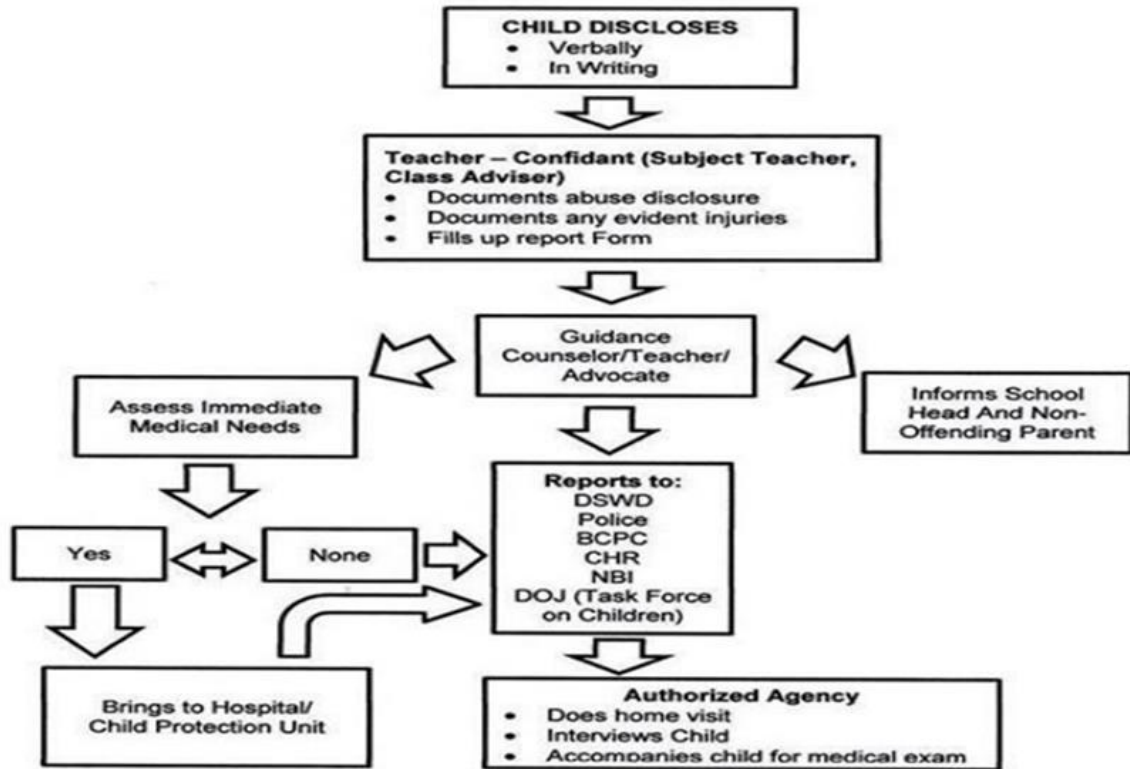 CHILD DISCLOSES
• Verbally
• In Writing
Teacher – Confidant (Subject Teacher,
Class Adviser)
• Documents abuse disclosure
• Documents any evident injuries
• Fills up report Form
Guidance
Counselor/Teacher/
Advocate
Assess Immediate
Medical Needs
Informs School
Head And Non-
Offending Parent
Reports to:
DSWD
Police
BCPC
CHR
NBI
DOJ (Task Force
on Children)
Yes
None
Brings to Hospital/
Child Protection Unit
Authorized Agency
• Does home visit
• Interviews Child
• Accompanies child for medical exam